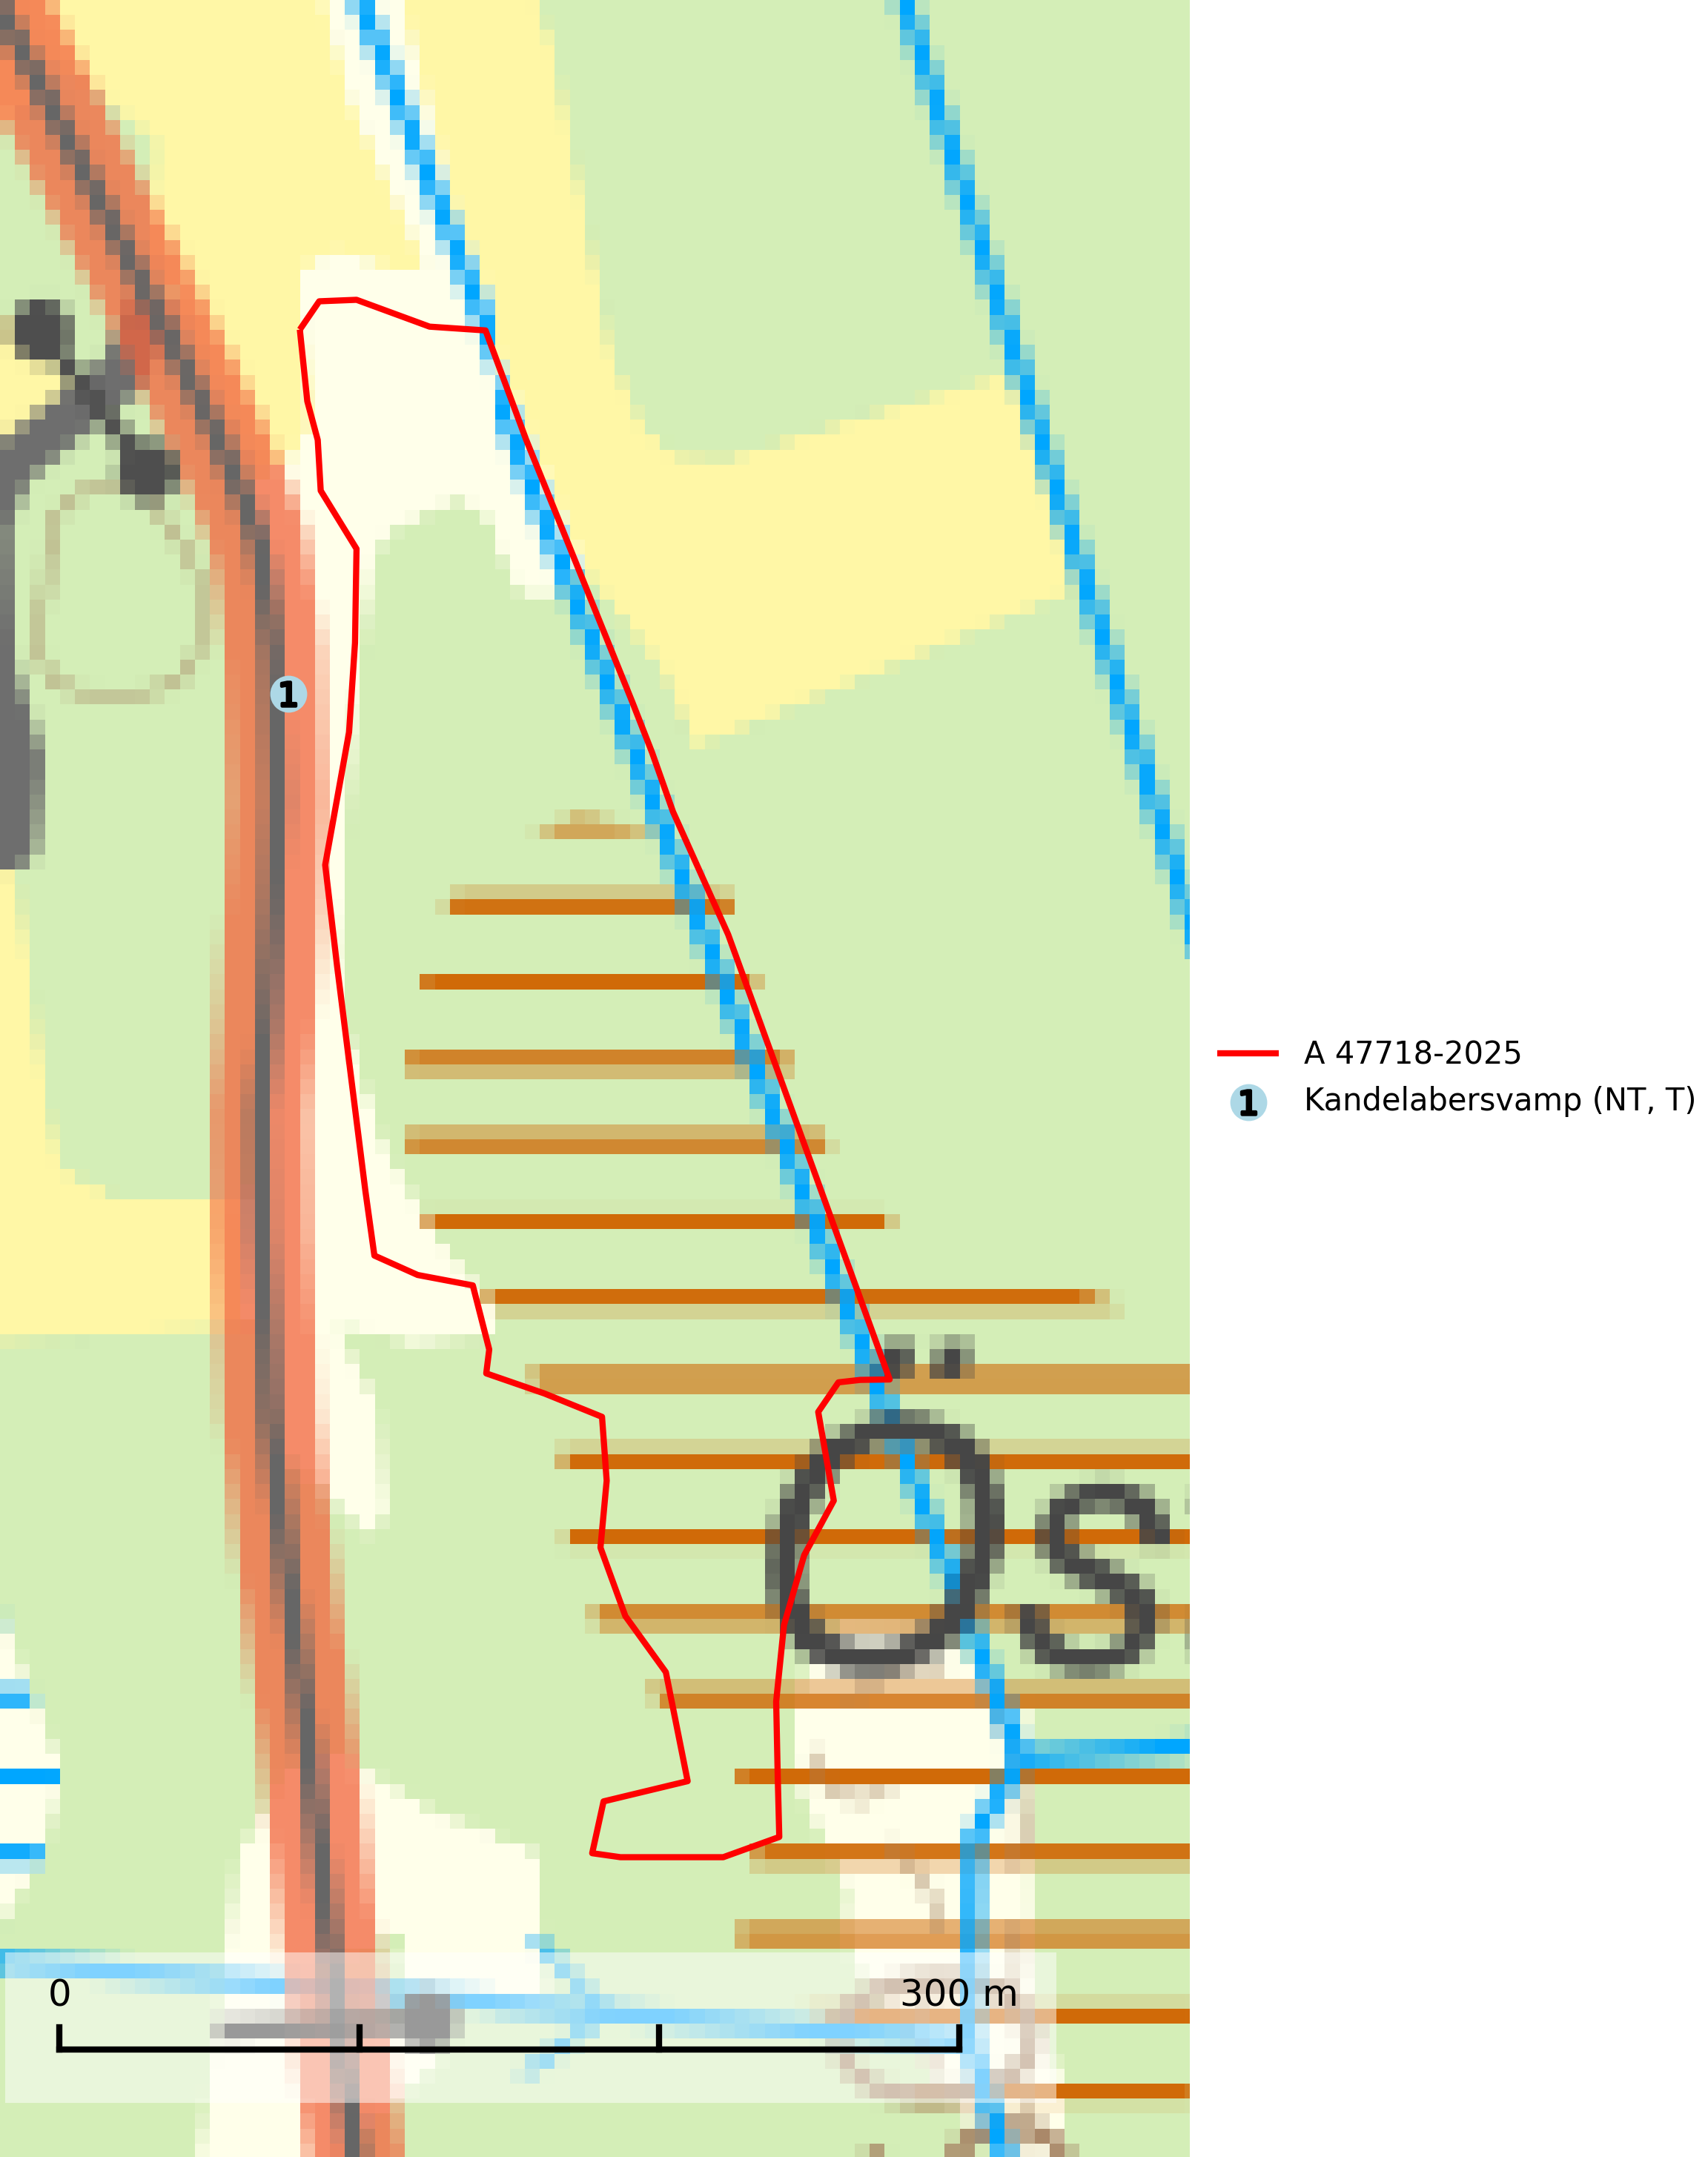 1
A 47718-2025
1 Kandelabersvamp (NT, T)
Ös
0 300 m